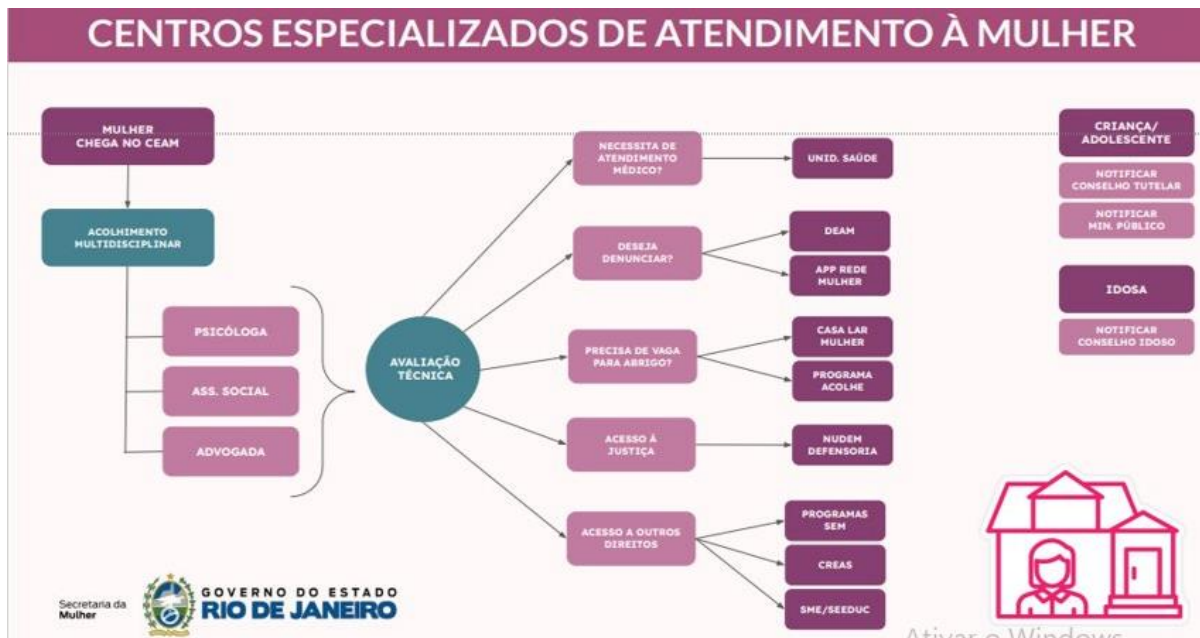 CENTROS ESPECIALIZADOS DE ATENDIMENTO À MULHER
MULHER
CHEGA NO CEAM
ACOLHIMENTO
MULTIDISCIPLINAR
PSICÓLOGA
ASS. SOCIAL
ADVOGADA
AVALIAÇÃO
TÉCNICA
NECESSITA DE
ATENDIMENTO
MÉDICO?
UNID. SAÚDE
DESEJA
DENUNCIAR?
DEAM
APP REDE
MULHER
PRECISA DE VAGA
PARA ABRIGO?
CASA LAR
MULHER
PROGRAMA
ACOLHE
ACESSO À
JUSTIÇA
NUDEM
DEFENSORIA
ACESSO A OUTROS
DIREITOS
PROGRAMAS
SEM
CREAS
SME/SEEDUC
CRIANÇA/
ADOLESCENTE
NOTIFICAR
CONSELHO TUTELAR
NOTIFICAR
MIN. PÚBLICO
IDOSA
NOTIFICAR
CONSELHO IDOSO
Secretaria da
Mulher
GOVERNO DO ESTADO
RIO DE JANEIRO
Ativar o Windows